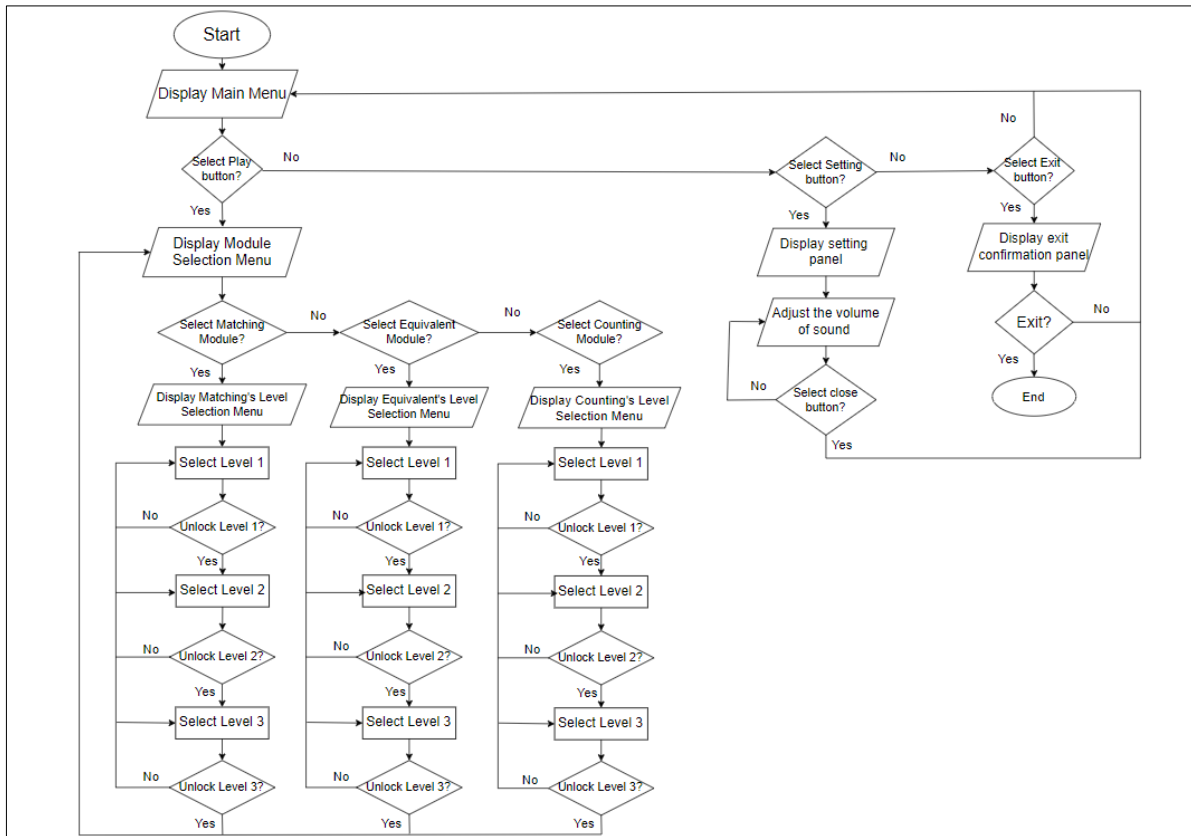 Start
Display Main Menu
No
Select Play
button?
No
Select Setting
button?
No
Select Exit
button?
Yes
Yes
Yes
Display Module
Selection Menu
Display setting
panel
Display exit
confirmation panel
Select Matching
Module?
No
Select Equivalent
Module?
No
Select Counting
Module?
Adjust the volume
of sound
Exit?
No
Yes
Yes
Yes
Yes
Display Matching's Level
Selection Menu
Display Equivalent's Level
Selection Menu
Display Counting's Level
Selection Menu
No
Select close
button?
End
Yes
Select Level 1
Select Level 1
Select Level 1
No
Unlock Level 1?
No
Unlock Level 1?
No
Unlock Level 1?
Yes
Yes
Yes
Select Level 2
Select Level 2
Select Level 2
No
Unlock Level 2?
No
Unlock Level 2?
No
Unlock Level 2?
Yes
Yes
Yes
Select Level 3
Select Level 3
Select Level 3
No
Unlock Level 3?
No
Unlock Level 3?
No
Unlock Level 3?
Yes
Yes
Yes